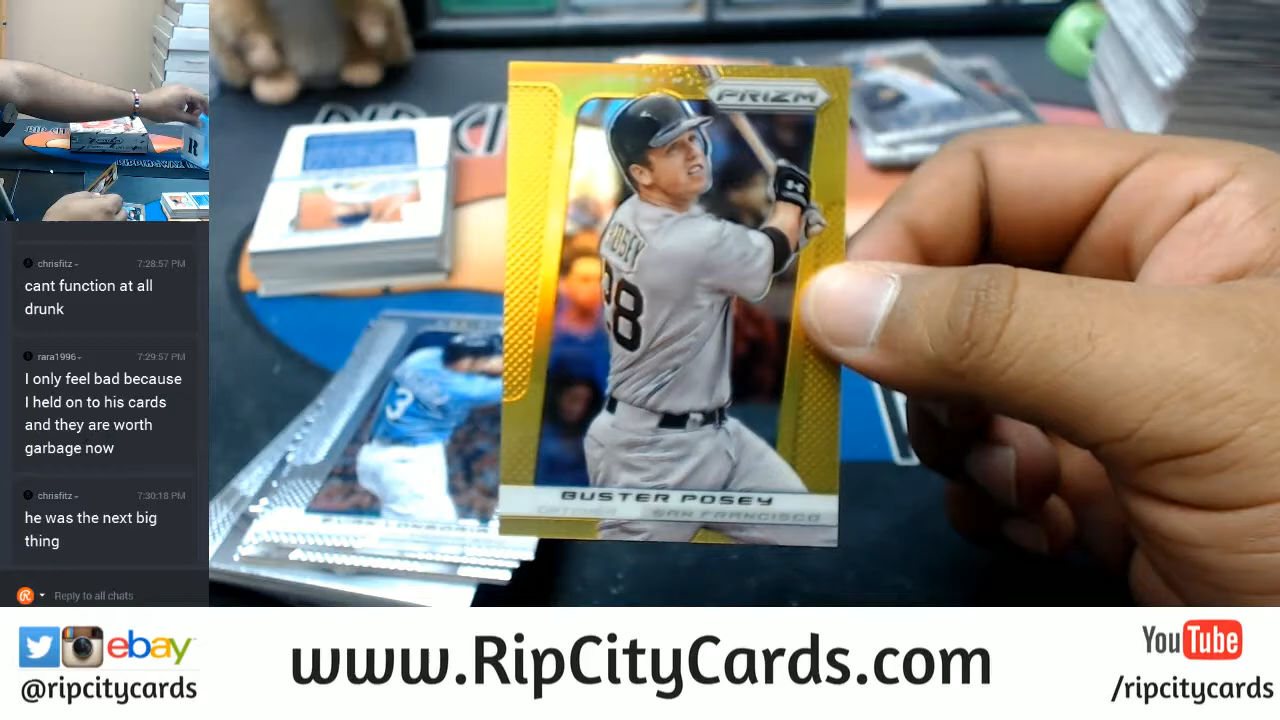 chrisfitz
7:28:57 PM
cant function at all
drunk
rara1996
7:29:57 PM
I only feel bad because
I held on to his cards
and they are worth
garbage now
chrisfitz
7:30:18 PM
he was the next big
thing
Reply to all chats
PRIZM
POSEY
28
BUSTER POSEY
SAN FRANCISCO
3
ebay
@ripcitycards
www.RipCityCards.com
YouTube
/ripcitycards